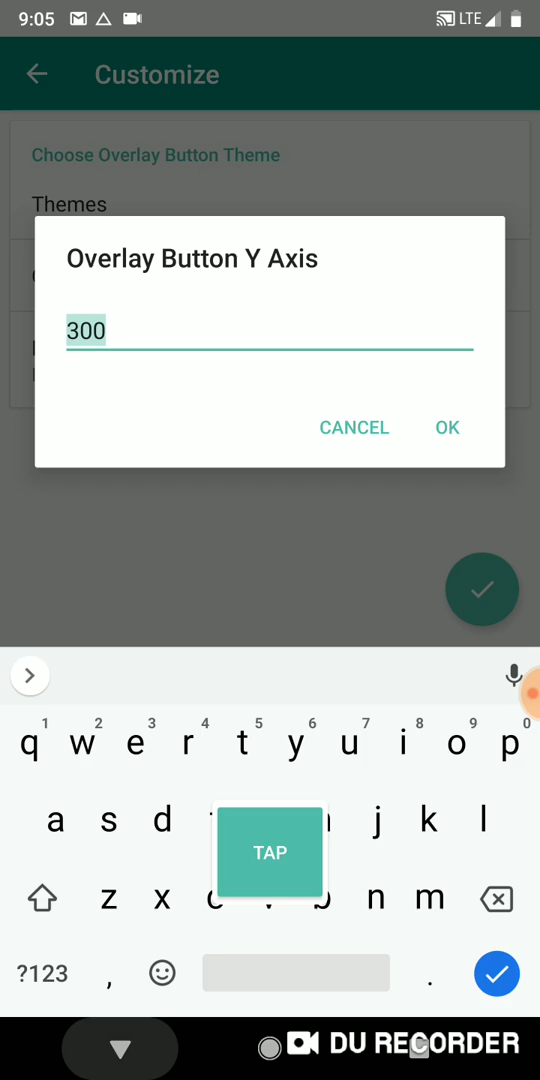 9:05 LTE
Customize
Choose Overlay Button Theme
Themes
Overlay Button Y Axis
300
CANCEL OK
1 2 3 4 5 6 7 8 9 0
q w e r t y u i o p
a s d j k l
TAP
z x c v b n m
?123 , .
DU RECORDER